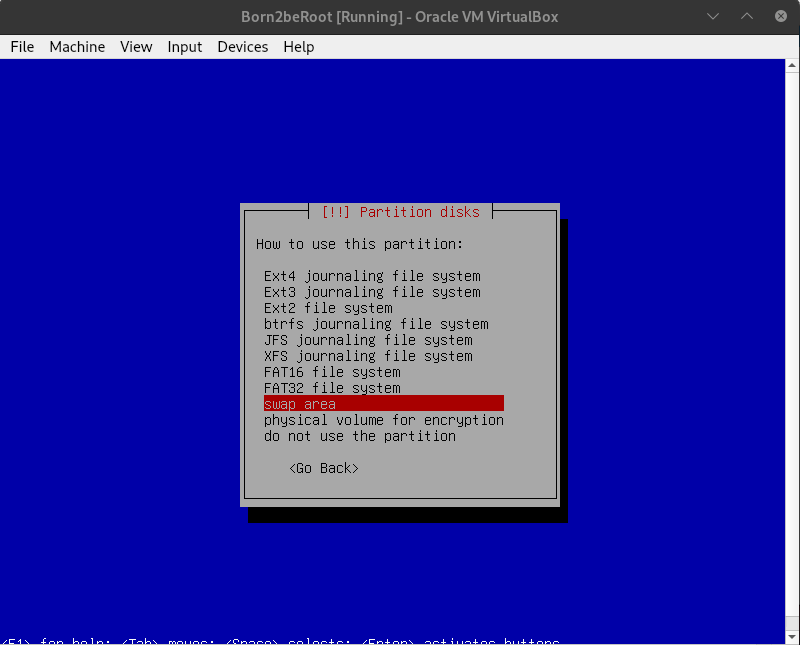 Born2beRoot [Running] - Oracle VM VirtualBox
File Machine View Input Devices Help
[!!] Partition disks
How to use this partition:
Ext4 journaling file system
Ext3 journaling file system
Ext2 file system
btrfs journaling file system
JFS journaling file system
XFS journaling file system
FAT16 file system
FAT32 file system
swap area
physical volume for encryption
do not use the partition
<Go Back>
<F1> for help; <Tab> moves; <Space> selects; <Enter> activates buttons